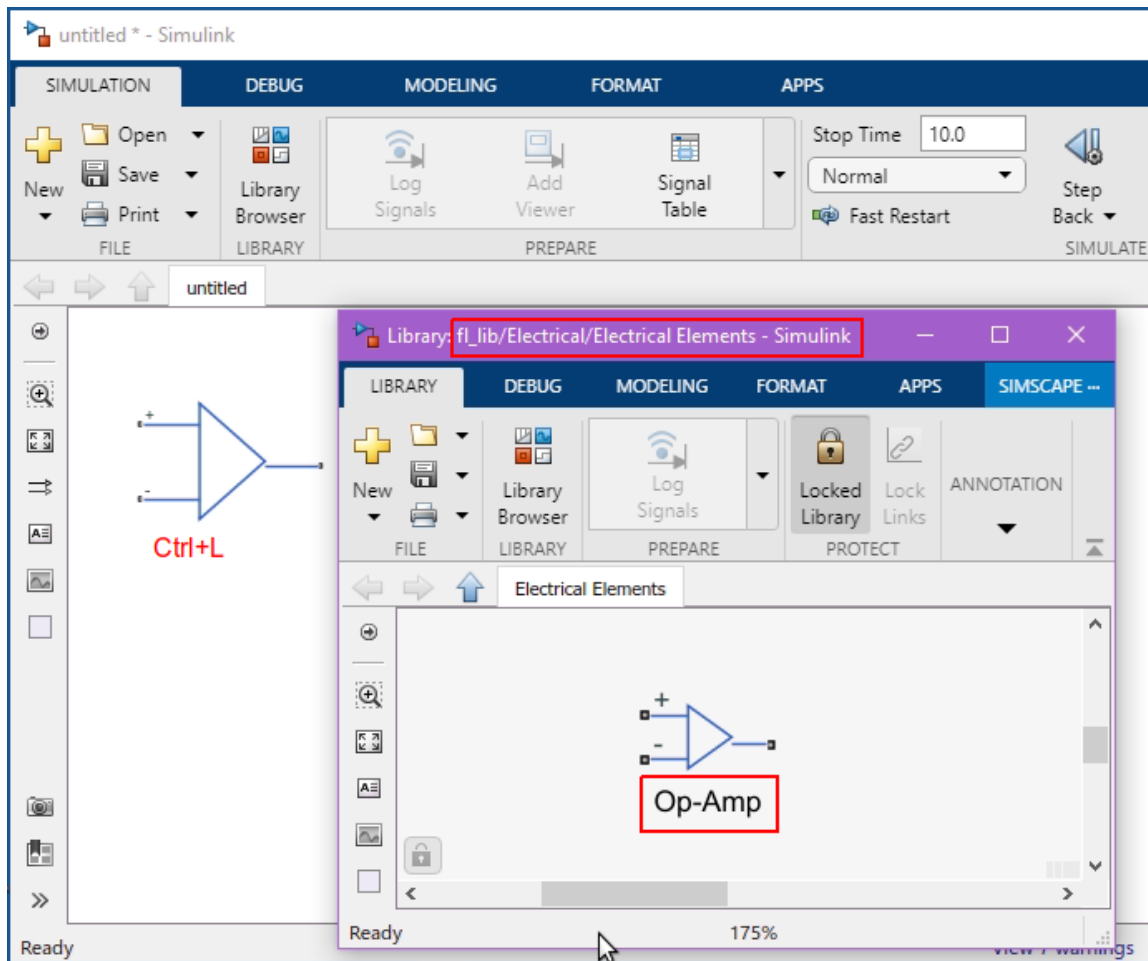 untitled * - Simulink
SIMULATION DEBUG MODELING FORMAT APPS
New
Open
Save
Print
FILE
Library
Browser
LIBRARY
Log
Signals
Add
Viewer
Signal
Table
PREPARE
Stop Time 10.0
Normal
Fast Restart
Step
Back
SIMULATE
untitled
+
-
Ctrl+L
Library: fl_lib/Electrical/Electrical Elements - Simulink
LIBRARY DEBUG MODELING FORMAT APPS SIMSCAPE ...
New
FILE
Library
Browser
LIBRARY
Log
Signals
PREPARE
Locked
Library
Lock
Links
PROTECT
ANNOTATION
Electrical Elements
+
-
Op-Amp
Ready 175%
Ready View 7 warnings